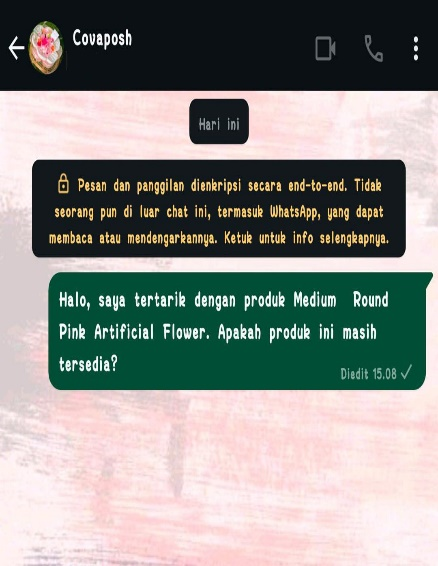 Covaposh
Hari ini
Pesan dan panggilan dienkripsi secara end-to-end. Tidak
seorang pun di luar chat ini, termasuk WhatsApp, yang dapat
membaca atau mendengarkannya. Ketuk untuk info selengkapnya.
Halo, saya tertarik dengan produk Medium Round
Pink Artificial Flower. Apakah produk ini masih
tersedia?
Diedit 15.08